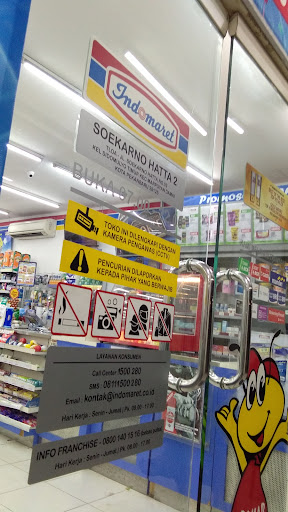 Indomaret
SOEKARNO HATTA 2
KOTA PEKANBARU
BUKA 07.00
TOKO INI DILENGKAPI DENGAN
KAMERA PENGAWAS (CCTV)
PENCURIAN DILAPORKAN
KEPADA PIHAK YANG BERWAJIB
LAYANAN KONSUMEN
Call Center : 1500 280
SMS : 08111500 280
Email : kontak@indomaret.co.id
Hari Kerja : Senin - Jumat / Pk. 08.00 - 17.00
INFO FRANCHISE - 0800 140 15 16
Hari Kerja : Senin - Jumat / Pk. 08.00 - 17.00